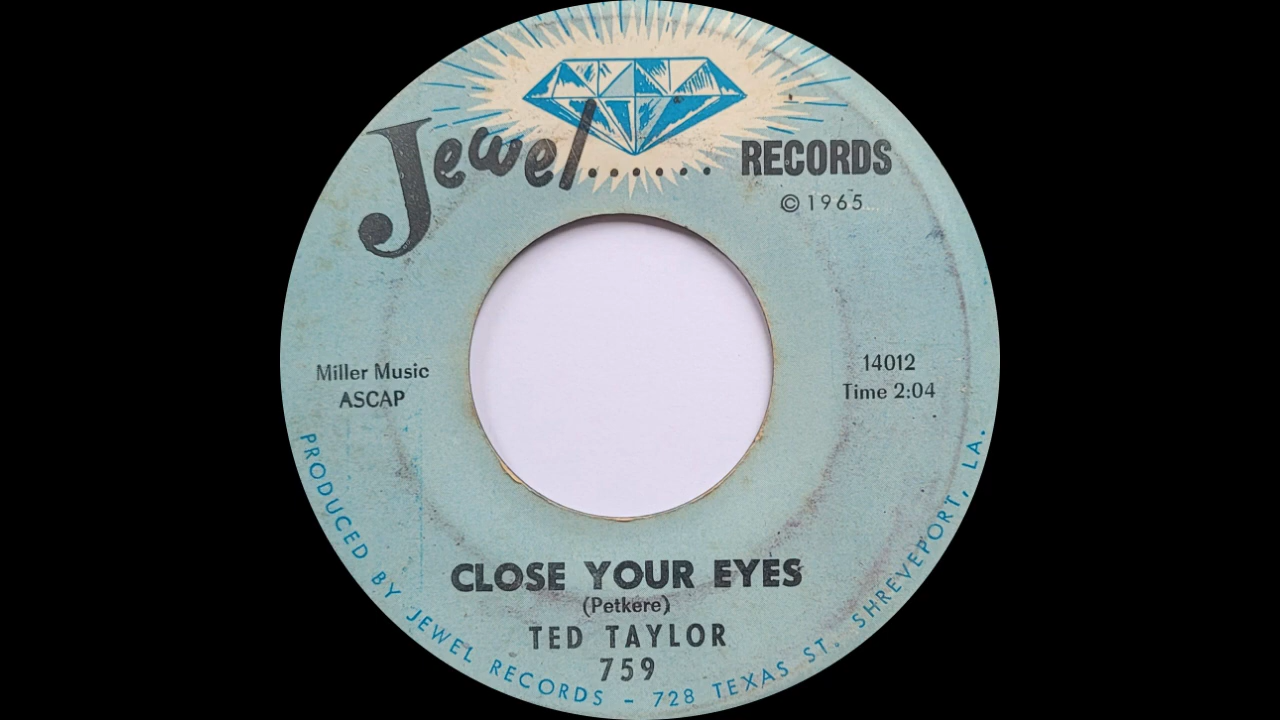 Jewel...... RECORDS
© 1965
Miller Music
ASCAP
14012
Time 2:04
CLOSE YOUR EYES
(Petkere)
TED TAYLOR
759
PRODUCED BY JEWEL RECORDS – 728 TEXAS ST. SHREVEPORT, LA.